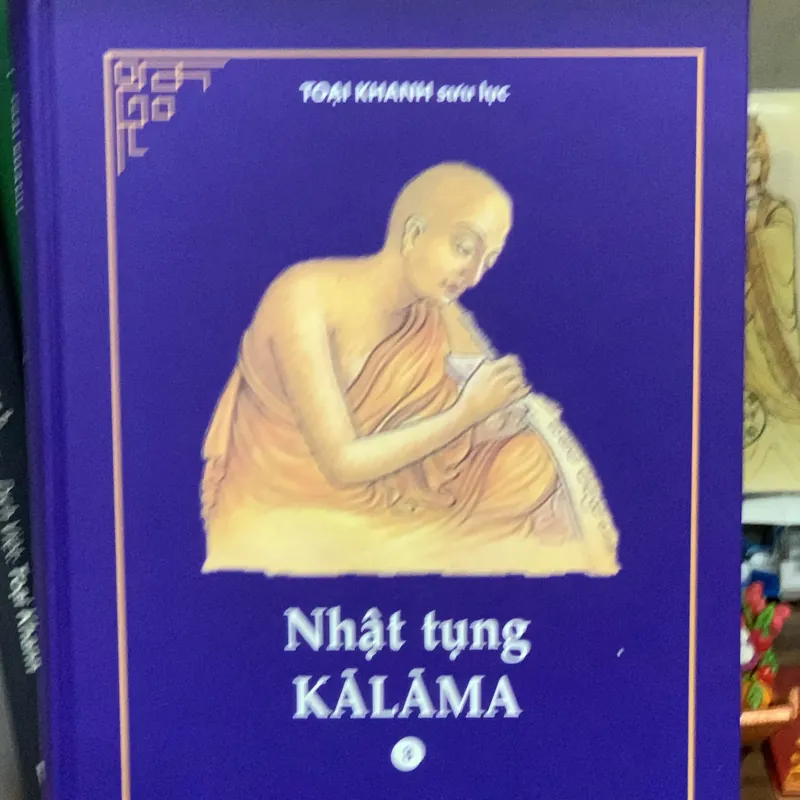 TOẠI KHANH sưu lục
Nhật tụng
KĀLĀMA